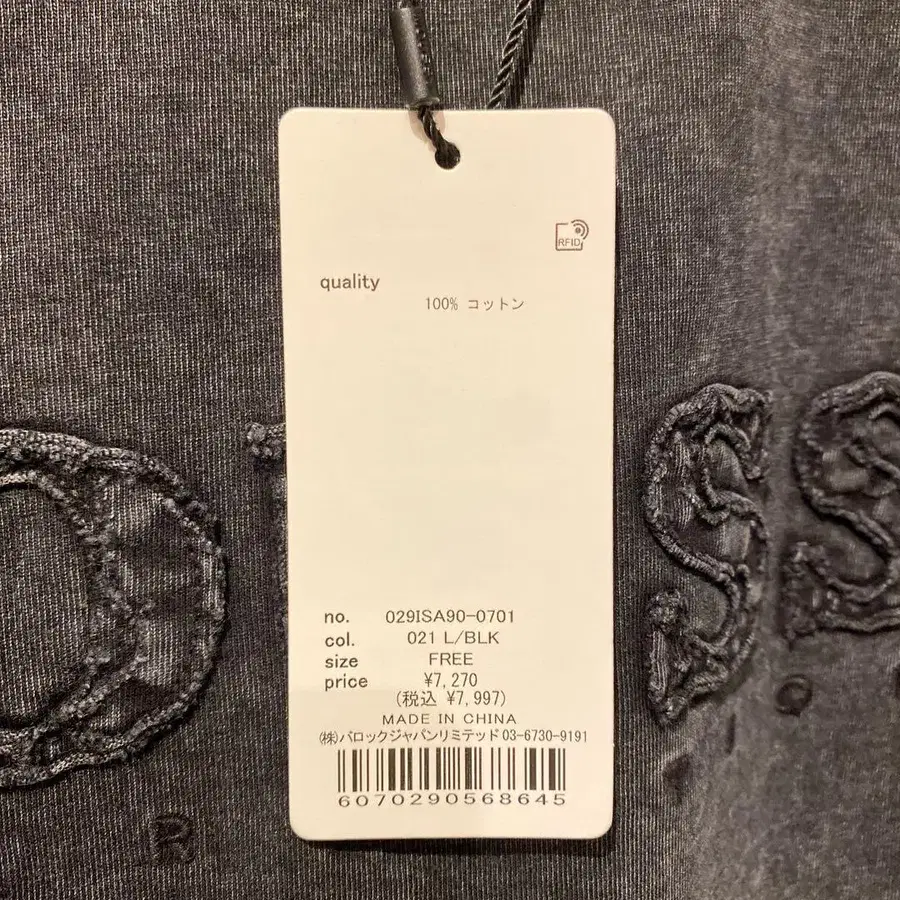 RFID
quality
100% コットン
no. 029ISA90-0701
col. 021 L/BLK
size FREE
price ¥7,270
(税込 ¥7,997)
MADE IN CHINA
(株)バロックジャパンリミテッド 03-6730-9191
6070290568645
R